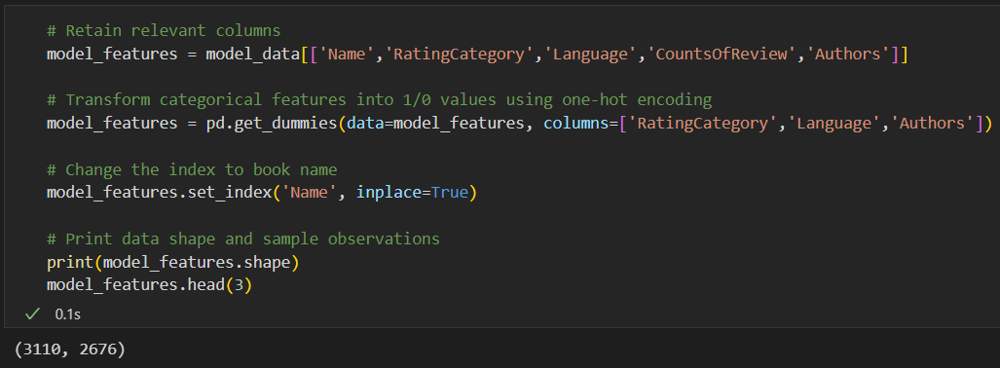 # Retain relevant columns
model_features = model_data[['Name','RatingCategory','Language','CountsOfReview','Authors']]
# Transform categorical features into 1/0 values using one-hot encoding
model_features = pd.get_dummies(data=model_features, columns=['RatingCategory','Language','Authors'])
# Change the index to book name
model_features.set_index('Name', inplace=True)
# Print data shape and sample observations
print(model_features.shape)
model_features.head(3)
0.1s
(3110, 2676)